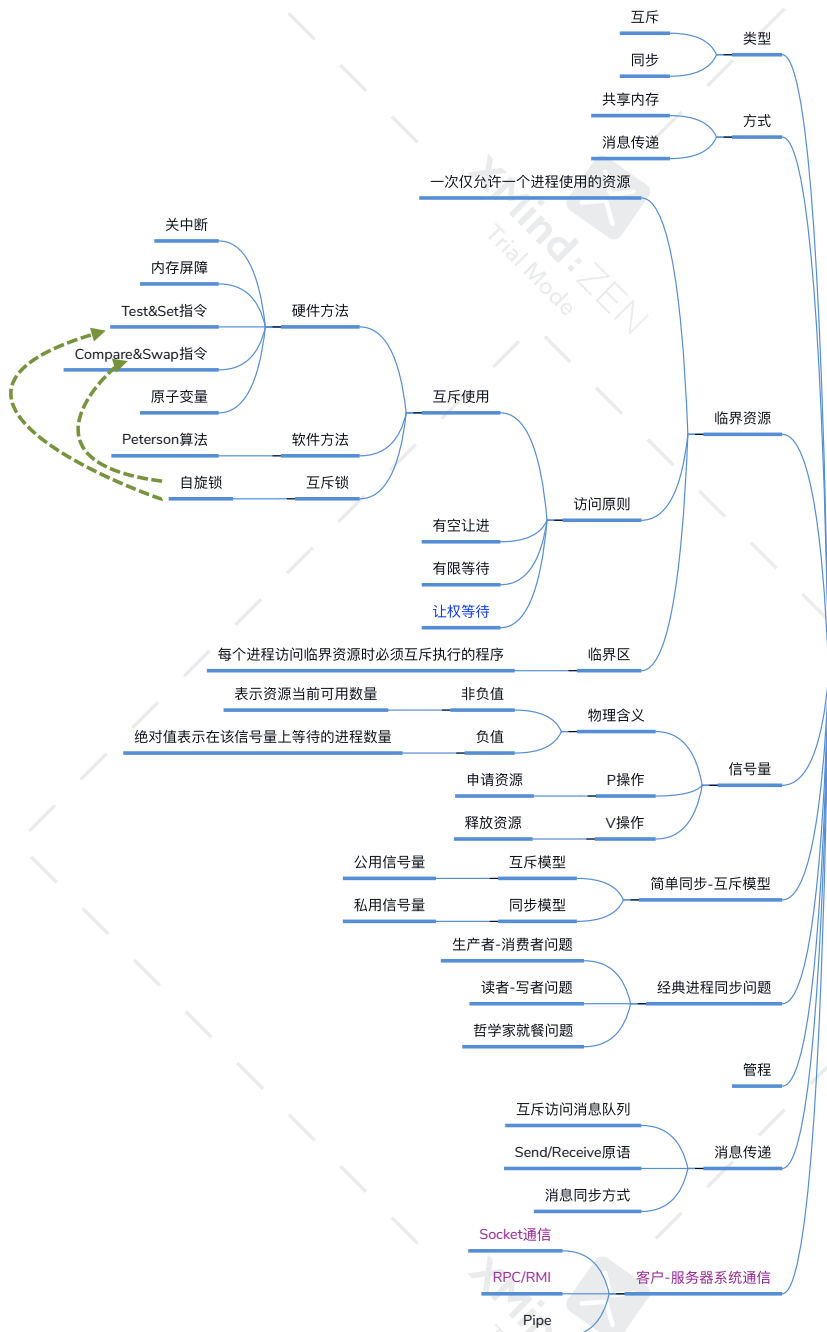 互斥
类型
同步
共享内存
方式
消息传递
一次仅允许一个进程使用的资源
关中断
内存屏障
Test&Set指令
硬件方法
Compare&Swap指令
原子变量
互斥使用
临界资源
Peterson算法
软件方法
自旋锁
互斥锁
访问原则
有空让进
有限等待
让权等待
每个进程访问临界资源时必须互斥执行的程序
临界区
表示资源当前可用数量
非负值
物理含义
绝对值表示在该信号量上等待的进程数量
负值
信号量
申请资源
P操作
释放资源
V操作
公用信号量
互斥模型
简单同步-互斥模型
私用信号量
同步模型
生产者-消费者问题
读者-写者问题
经典进程同步问题
哲学家就餐问题
管程
互斥访问消息队列
Send/Receive原语
消息传递
消息同步方式
Socket通信
RPC/RMI
客户-服务器系统通信
Pipe
XMind:ZEN
Trial Mode